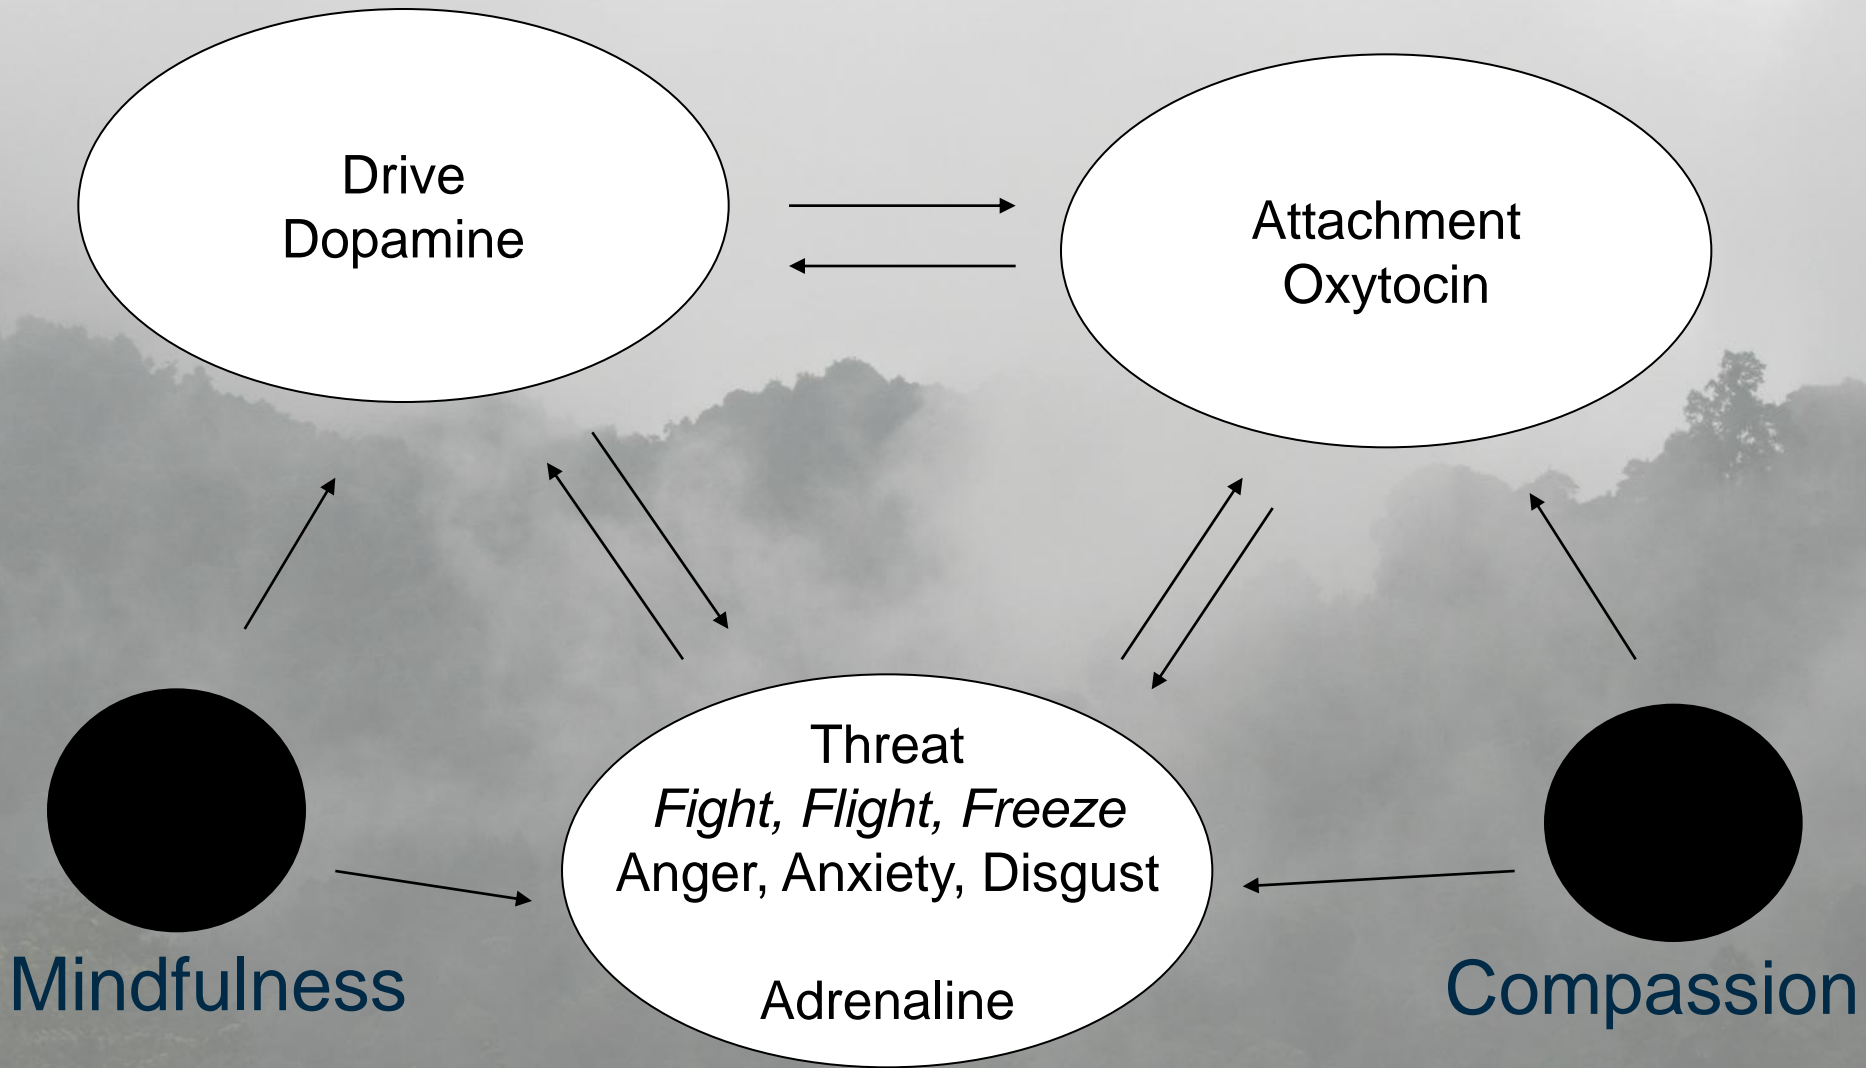 Drive
Dopamine
Attachment
Oxytocin
Threat
Fight, Flight, Freeze
Anger, Anxiety, Disgust
Adrenaline
Mindfulness
Compassion